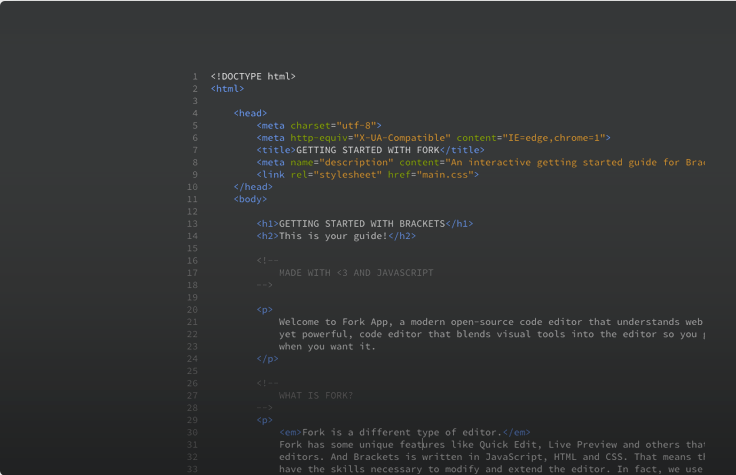 1 <!DOCTYPE html>
2 <html>
3
4 <head>
5 <meta charset="utf-8">
6 <meta http-equiv="X-UA-Compatible" content="IE=edge,chrome=1">
7 <title>GETTING STARTED WITH FORK</title>
8 <meta name="description" content="An interactive getting started guide for
9 <link rel="stylesheet" href="main.css">
10 </head>
11 <body>
12
13 <h1>GETTING STARTED WITH BRACKETS</h1>
14 <h2>This is your guide!</h2>
15
16 <!--
17 MADE WITH <3 AND JAVASCRIPT
18 -->
19
20 <p>
21 Welcome to Fork App, a modern open-source code editor that understands web
22 yet powerful, code editor that blends visual tools into the editor so you
23 when you want it.
24 </p>
25
26 <!--
27 WHAT IS FORK?
28 -->
29 <p>
30 <em>Fork is a different type of editor.</em>
31 Fork has some unique features like Quick Edit, Live Preview and others that
32 editors. And Brackets is written in JavaScript, HTML and CSS. That means
33 have the skills necessary to modify and extend the editor. In fact, we use